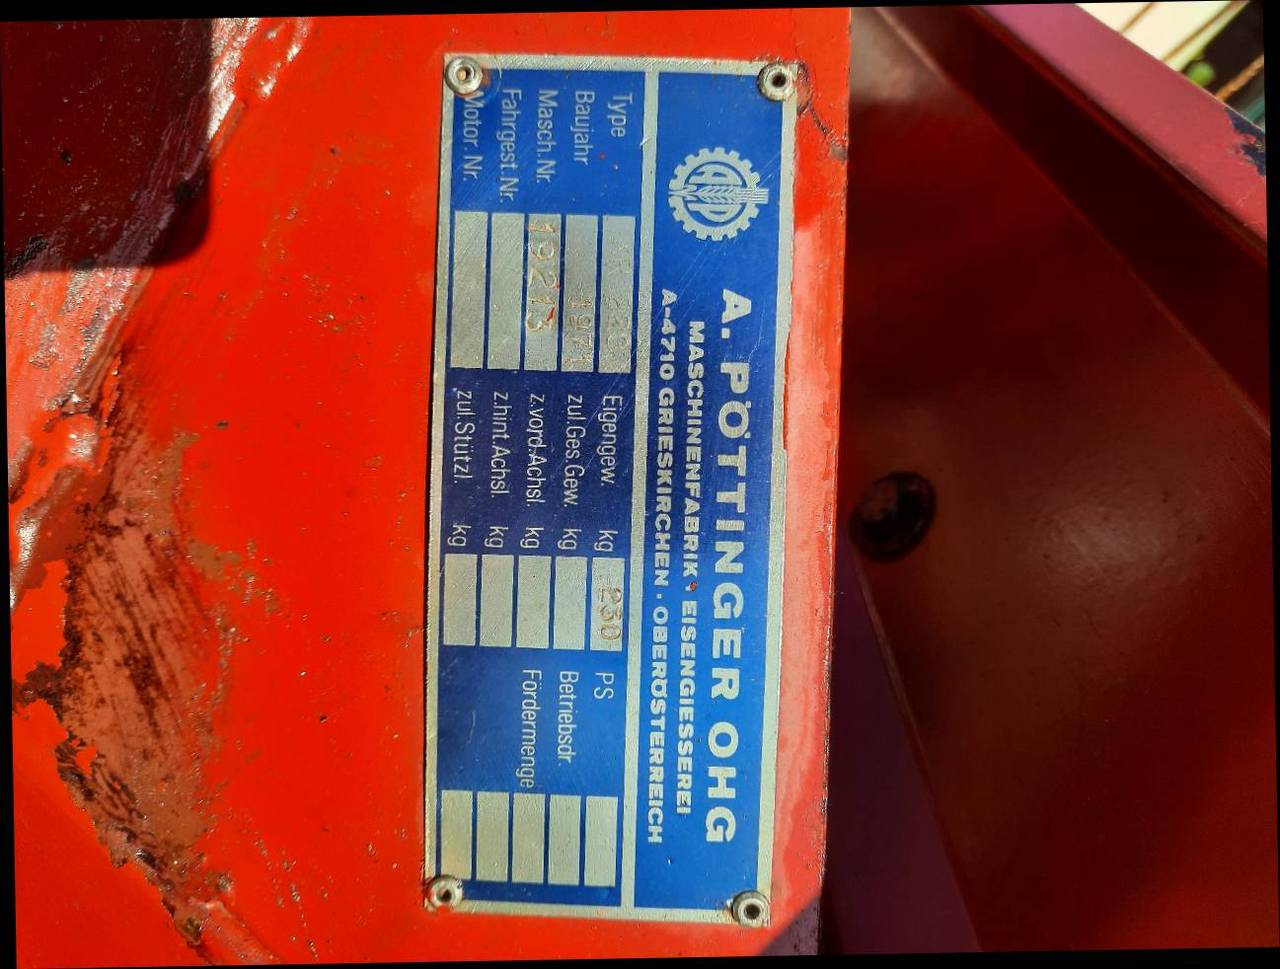 AP
A. PÖTTINGER OHG
MASCHINENFABRIK • EISENGIESSEREI
A-4710 GRIESKIRCHEN · OBERÖSTERREICH
Type Eigengew. kg 230 PS
Baujahr 1971 zul.Ges.Gew. kg Betriebsdr.
Masch.Nr. 19213 z.vord.Achsl. kg Fördermenge
Fahrgest.Nr. z.hint.Achsl. kg
Motor.Nr. zul.Stützl. kg